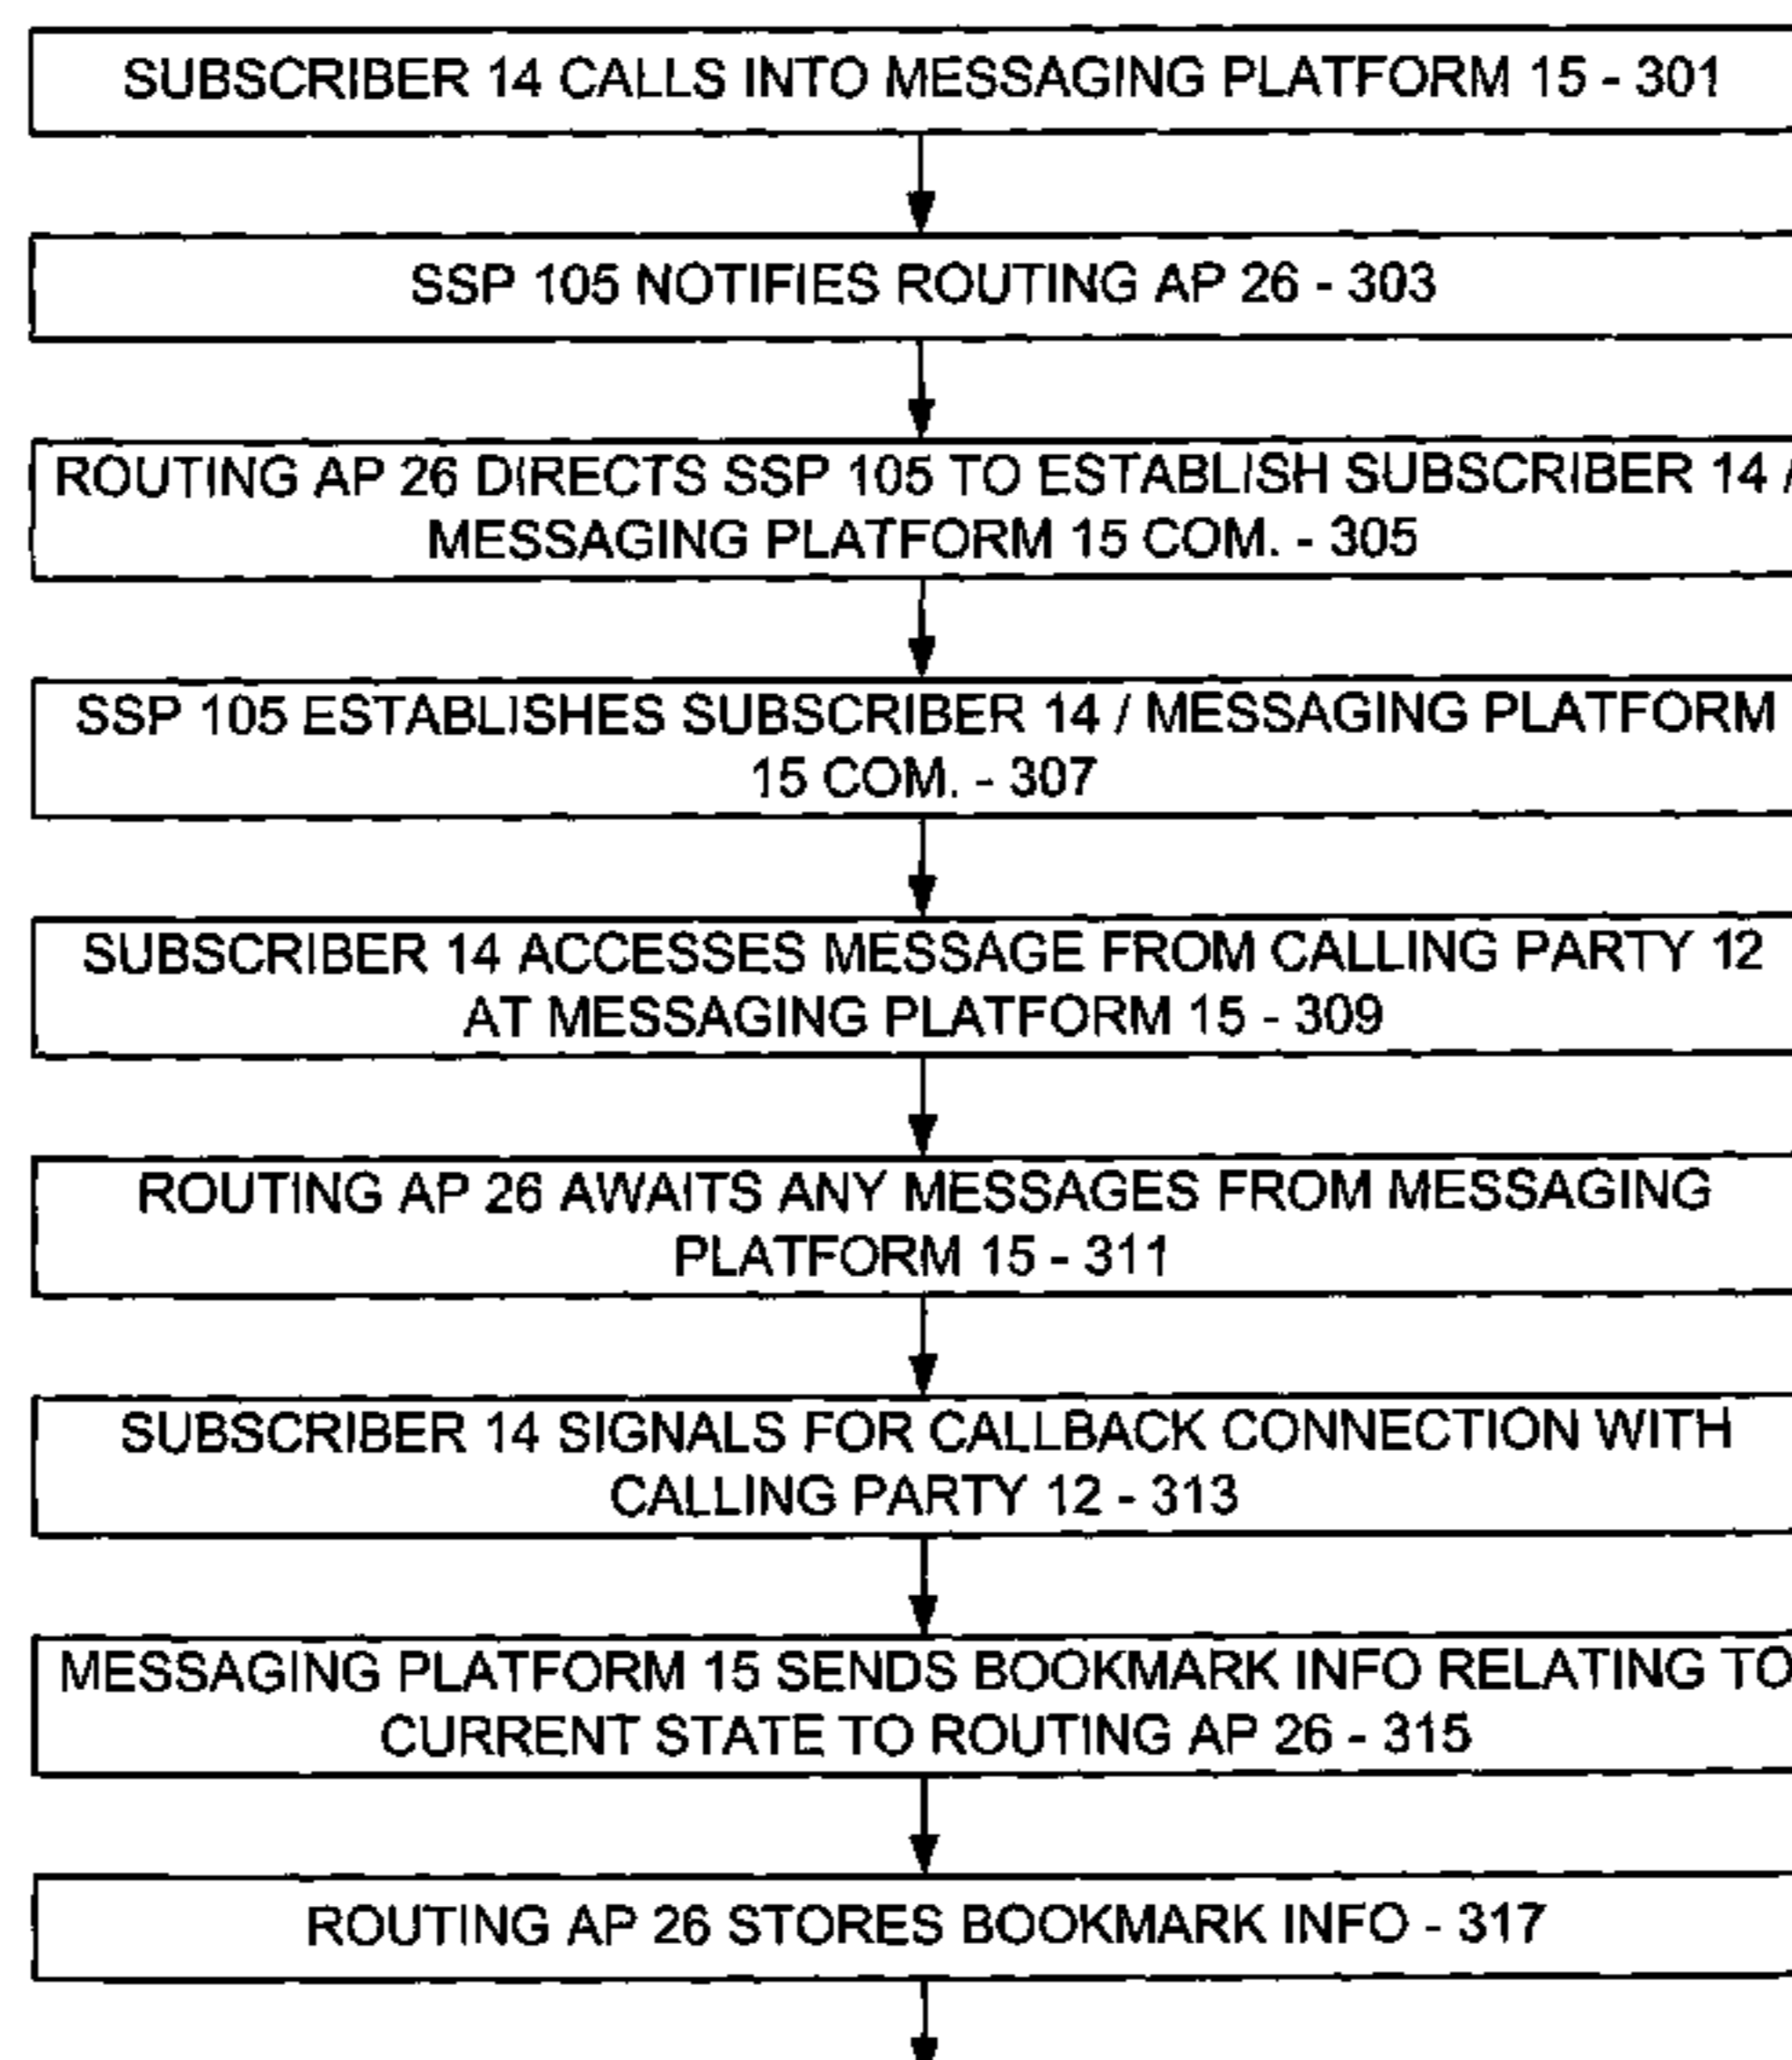 SUBSCRIBER 14 CALLS INTO MESSAGING PLATFORM 15 - 301
SSP 105 NOTIFIES ROUTING AP 26 - 303
ROUTING AP 26 DIRECTS SSP 105 TO ESTABLISH SUBSCRIBER 14 /
MESSAGING PLATFORM 15 COM. - 305
SSP 105 ESTABLISHES SUBSCRIBER 14 / MESSAGING PLATFORM
15 COM. - 307
SUBSCRIBER 14 ACCESSES MESSAGE FROM CALLING PARTY 12
AT MESSAGING PLATFORM 15 - 309
ROUTING AP 26 AWAITS ANY MESSAGES FROM MESSAGING
PLATFORM 15 - 311
SUBSCRIBER 14 SIGNALS FOR CALLBACK CONNECTION WITH
CALLING PARTY 12 - 313
MESSAGING PLATFORM 15 SENDS BOOKMARK INFO RELATING TO
CURRENT STATE TO ROUTING AP 26 - 315
ROUTING AP 26 STORES BOOKMARK INFO - 317